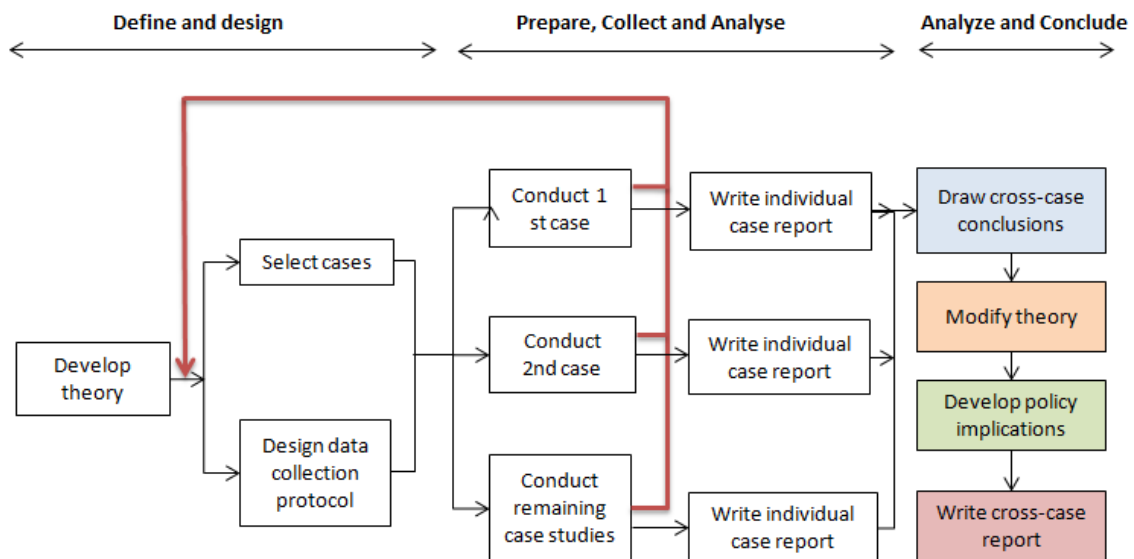 Define and design
Prepare, Collect and Analyse
Analyze and Conclude
Develop
theory
Select cases
Design data
collection
protocol
Conduct 1
st case
Conduct
2nd case
Conduct
remaining
case studies
Write individual
case report
Write individual
case report
Write individual
case report
Draw cross-case
conclusions
Modify theory
Develop policy
implications
Write cross-case
report